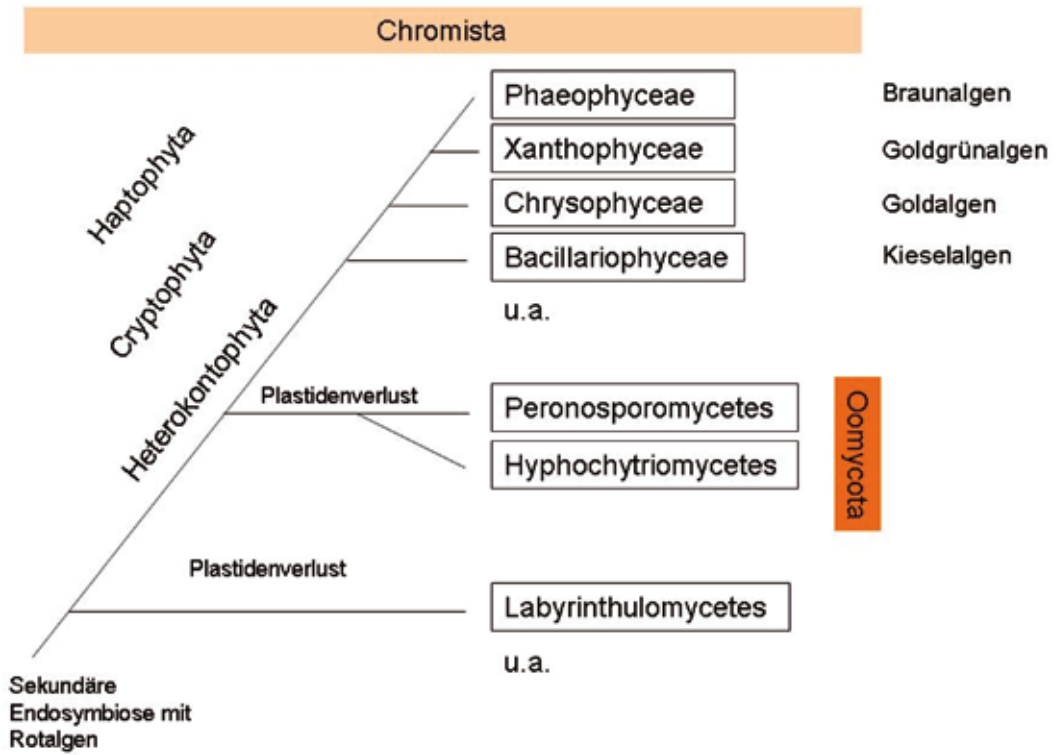 Chromista
Phaeophyceae
Braunalgen
Xanthophyceae
Goldgrünalgen
Chrysophyceae
Goldalgen
Bacillariophyceae
Kieselalgen
u.a.
Haptophyta
Cryptophyta
Heterokontophyta
Plastidenverlust
Peronosporomycetes
Hyphochytriomycetes
Oomycota
Plastidenverlust
Labyrinthulomycetes
u.a.
Sekundäre
Endosymbiose mit
Rotalgen